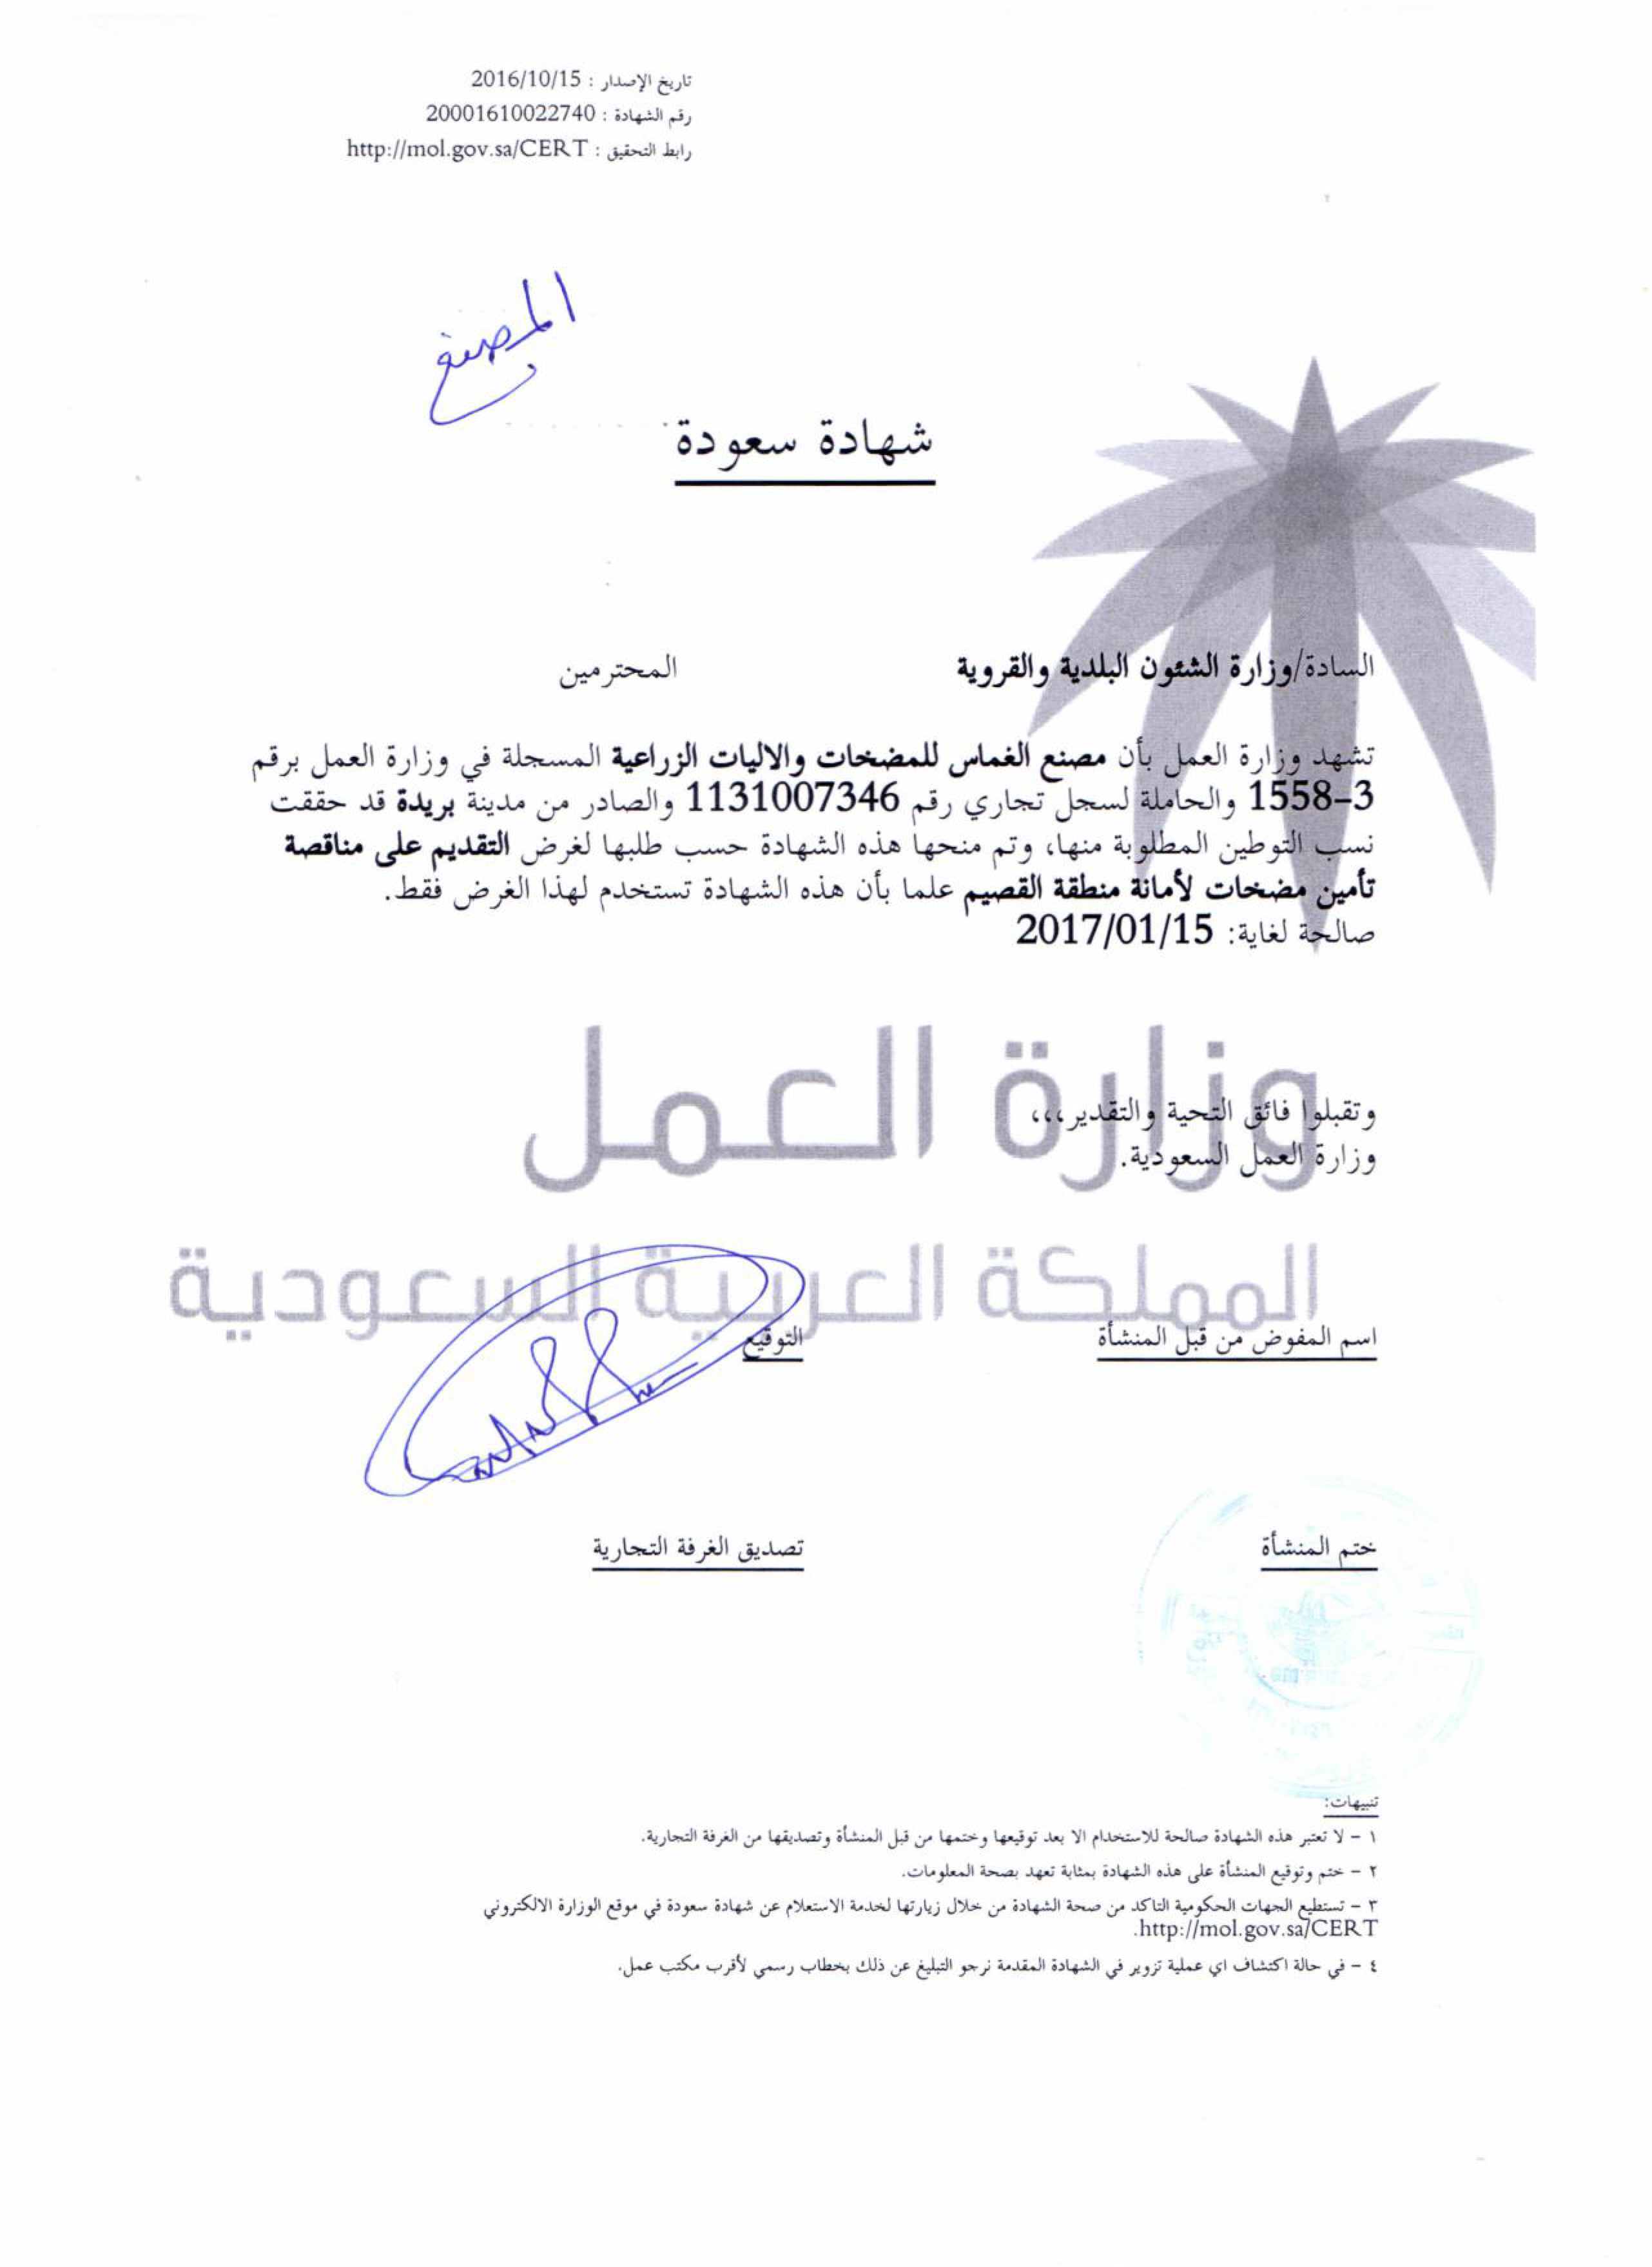 تاريخ الإصدار : 2016/10/15
رقم الشهادة : 20001610022740
رابط التحقيق : http://mol.gov.sa/CERT
المصنع
شهادة سعودة
السادة/وزارة الشئون البلدية والقروية المحترمين
تشهد وزارة العمل بأن مصنع الغماس للمضخات والاليات الزراعية المسجلة في وزارة العمل برقم
3-1558 والحاملة لسجل تجاري رقم 1131007346 والصادر من مدينة بريدة قد حققت
نسب التوطين المطلوبة منها، وتم منحها هذه الشهادة حسب طلبها لغرض التقديم على مناقصة
تأمين مضخات لأمانة منطقة القصيم علما بأن هذه الشهادة تستخدم لهذا الغرض فقط.
صالحة لغاية: 2017/01/15
وزارة العمل
وتقبلوا فائق التحية والتقدير،،،
وزارة العمل السعودية.
المملكة العربية السعودية
اسم المفوض من قبل المنشأة التوقيع
ختم المنشأة تصديق الغرفة التجارية
تنبيهات:
١ - لا تعتبر هذه الشهادة صالحة للاستخدام الا بعد توقيعها وختمها من قبل المنشأة وتصديقها من الغرفة التجارية.
٢ - ختم وتوقيع المنشأة على هذه الشهادة بمثابة تعهد بصحة المعلومات.
٣ - تستطيع الجهات الحكومية التاكد من صحة الشهادة من خلال زيارتها لخدمة الاستعلام عن شهادة سعودة في موقع الوزارة الالكتروني
http://mol.gov.sa/CERT.
٤ - في حالة اكتشاف اي عملية تزوير في الشهادة المقدمة نرجو التبليغ عن ذلك بخطاب رسمي لأقرب مكتب عمل.